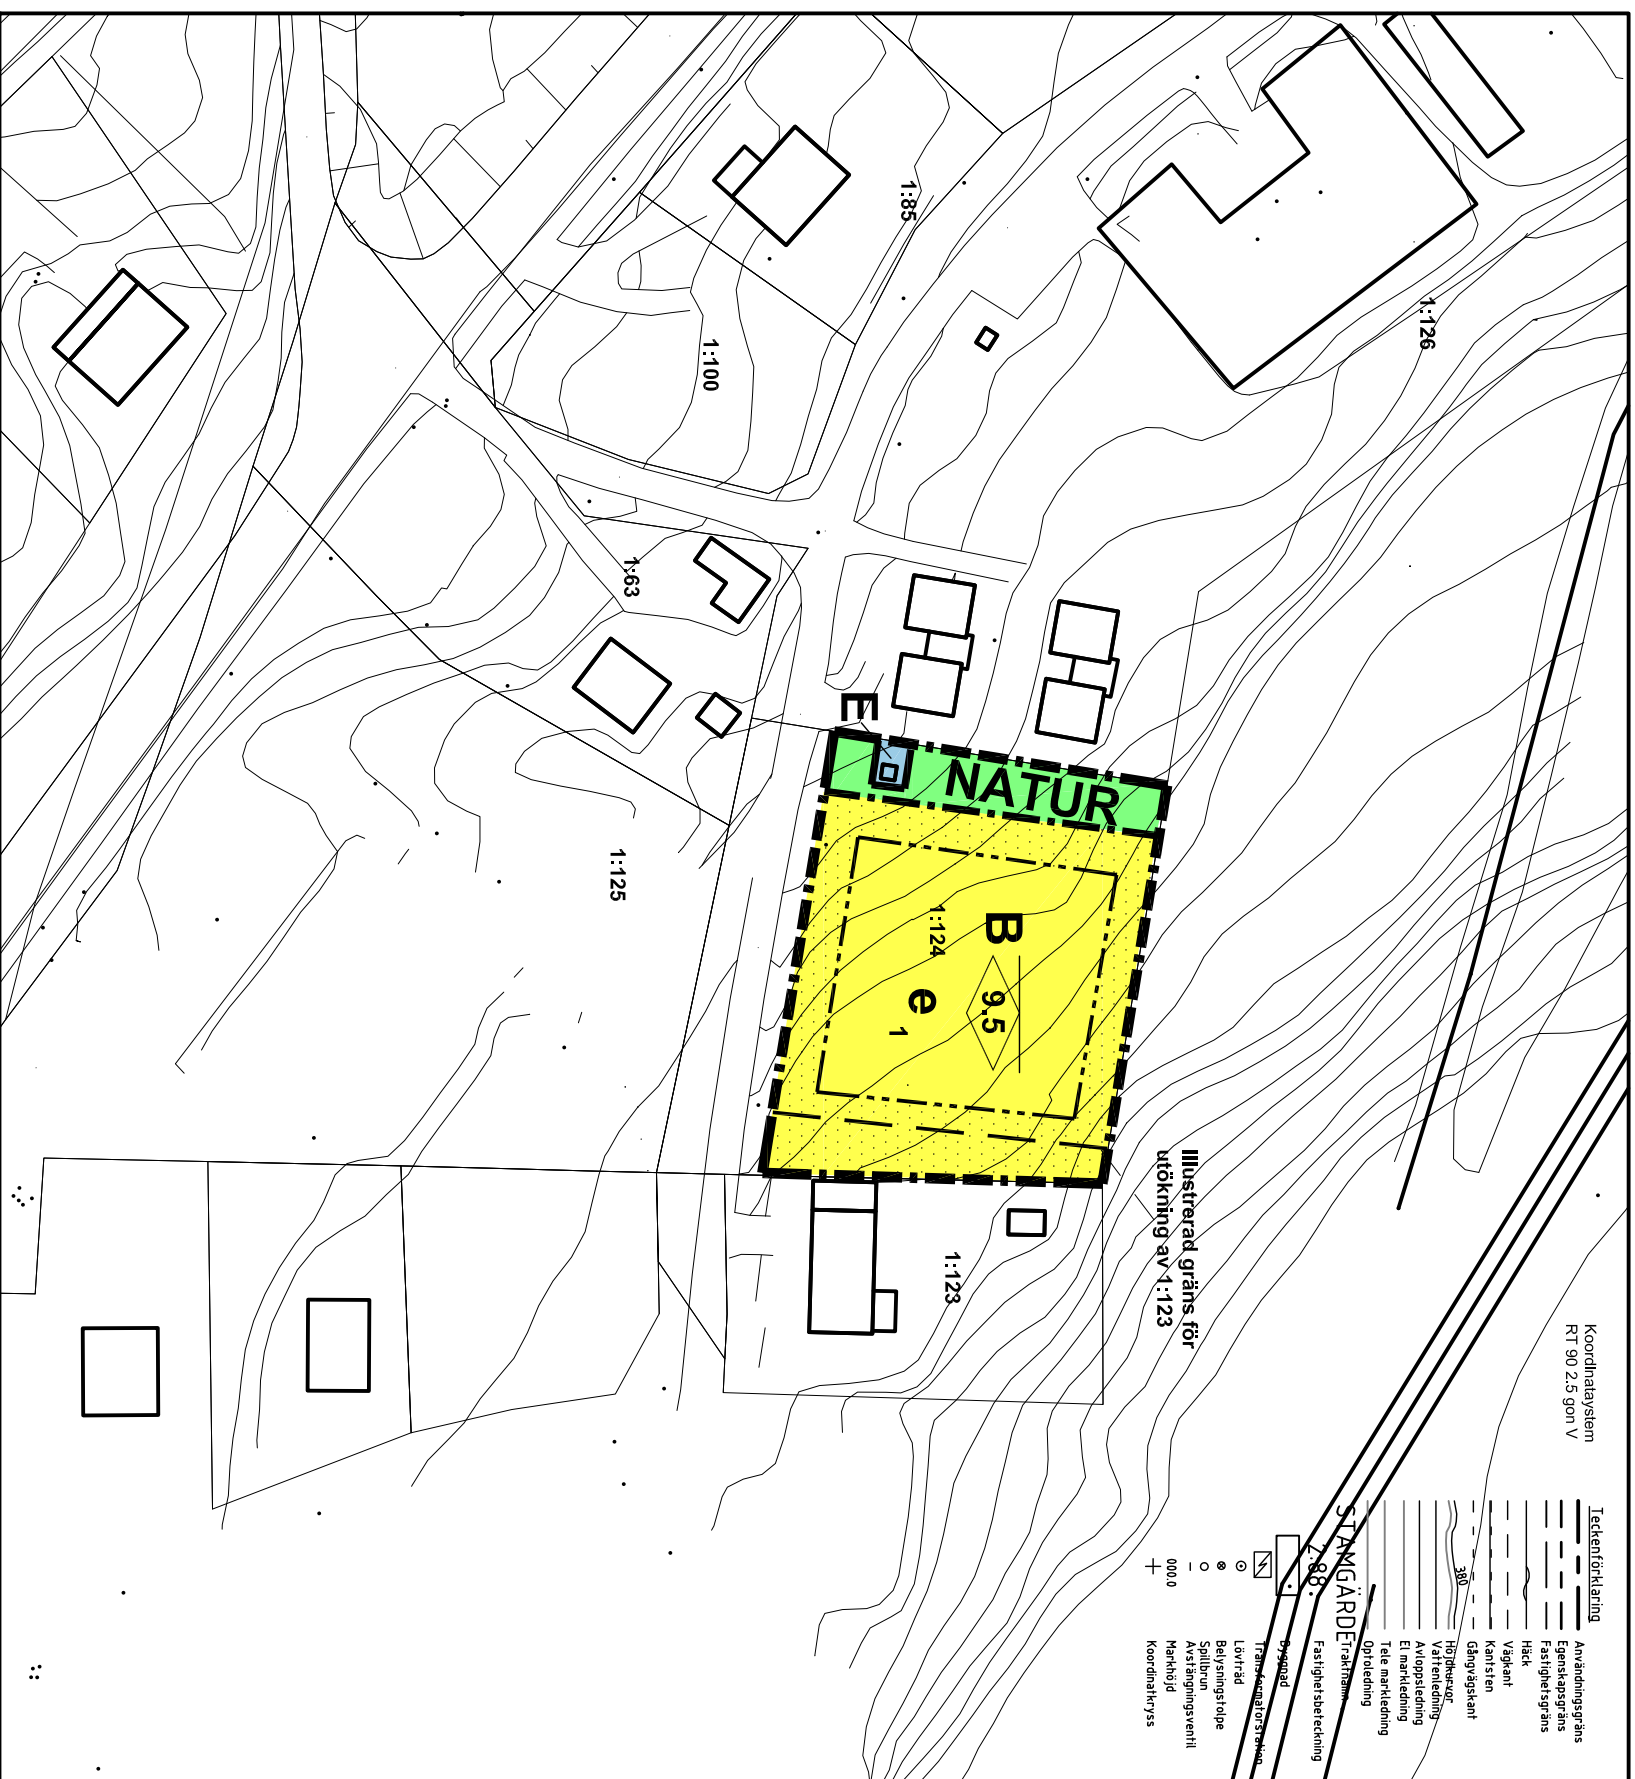 1:126
1:85
1:100
1:63
E
NATUR
1:125
B
1:124
9.5
e
1
Illustrerad gräns för
utökning av 1:123
1:123
Koordinatsystem
RT 90 2.5 gon V
Teckenförklaring
Användningsgräns
Egenskapsgräns
Fastighetsgräns
Häck
Vägkant
Kantsten
Gångvägskant
380
Höjdkurvor
Vattenledning
Avloppsledning
El markledning
Tele markledning
Optoledning
STAMGÄRDE
Traktnamn
2:88
Fastighetsbeteckning
Byggnad
Transformatorstation
Lövträd
Belysningstolpe
Spillbrun
Avstängningsventil
000.0
Markhöjd
Koordinatkryss